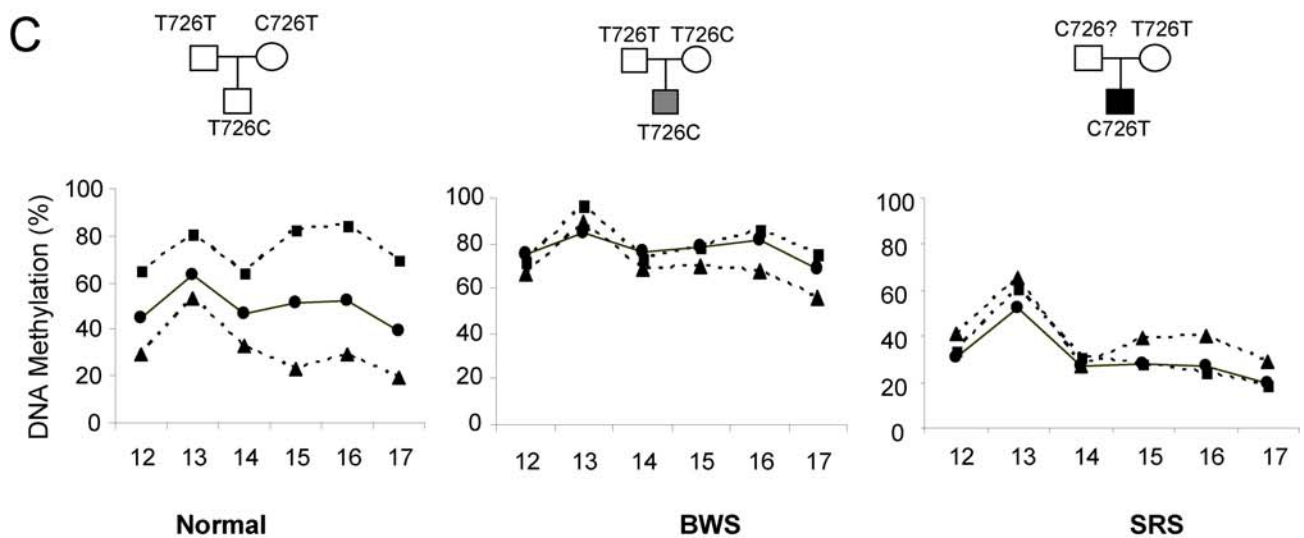 C
T726T C726T
T726C
T726T T726C
T726C
C726? T726T
C726T
DNA Methylation (%)
100
80
60
40
20
0
12 13 14 15 16 17
Normal
100
80
60
40
20
0
12 13 14 15 16 17
BWS
100
80
60
40
20
0
12 13 14 15 16 17
SRS